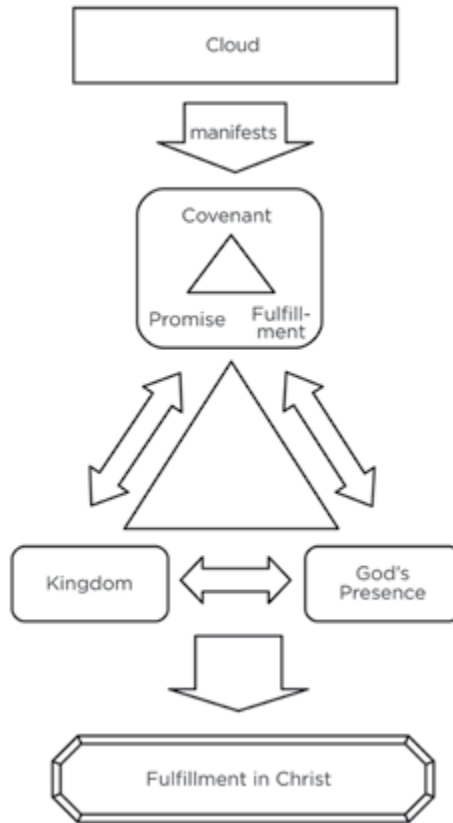 Cloud
manifests
Covenant
Promise
Fulfill-
ment
Kingdom
God's
Presence
Fulfillment in Christ